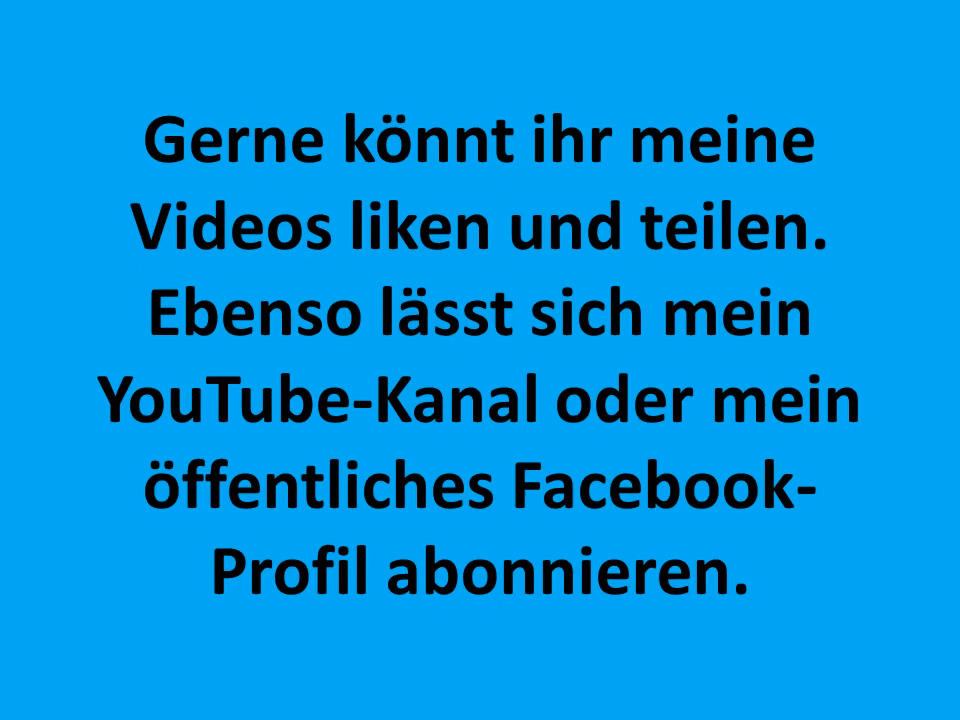 Gerne könnt ihr meine
Videos liken und teilen.
Ebenso lässt sich mein
YouTube-Kanal oder mein
öffentliches Facebook-
Profil abonnieren.